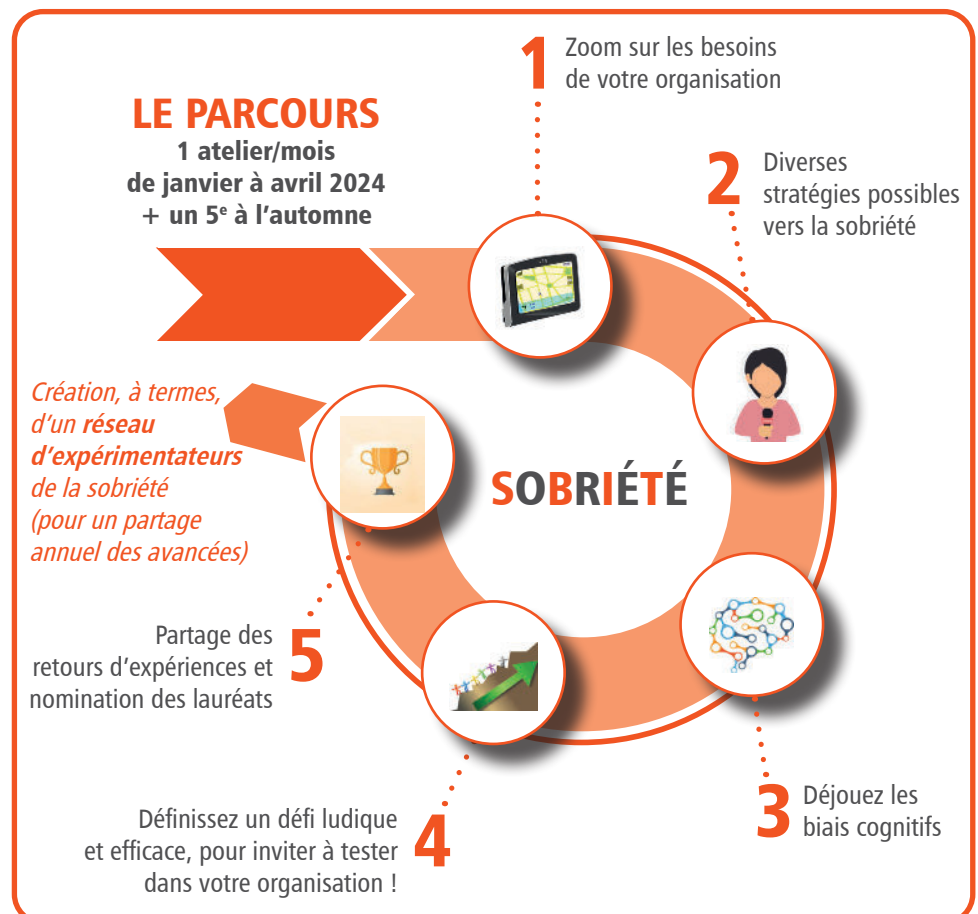 LE PARCOURS
1 atelier/mois
de janvier à avril 2024
+ un 5e à l'automne
1
Zoom sur les besoins
de votre organisation
2
Diverses
stratégies possibles
vers la sobriété
SOBRIÉTÉ
3
Déjouez les
biais cognitifs
4
Définissez un défi ludique
et efficace, pour inviter à tester
dans votre organisation !
5
Partage des
retours d'expériences et
nomination des lauréats
Création, à termes,
d'un réseau
d'expérimentateurs
de la sobriété
(pour un partage
annuel des avancées)